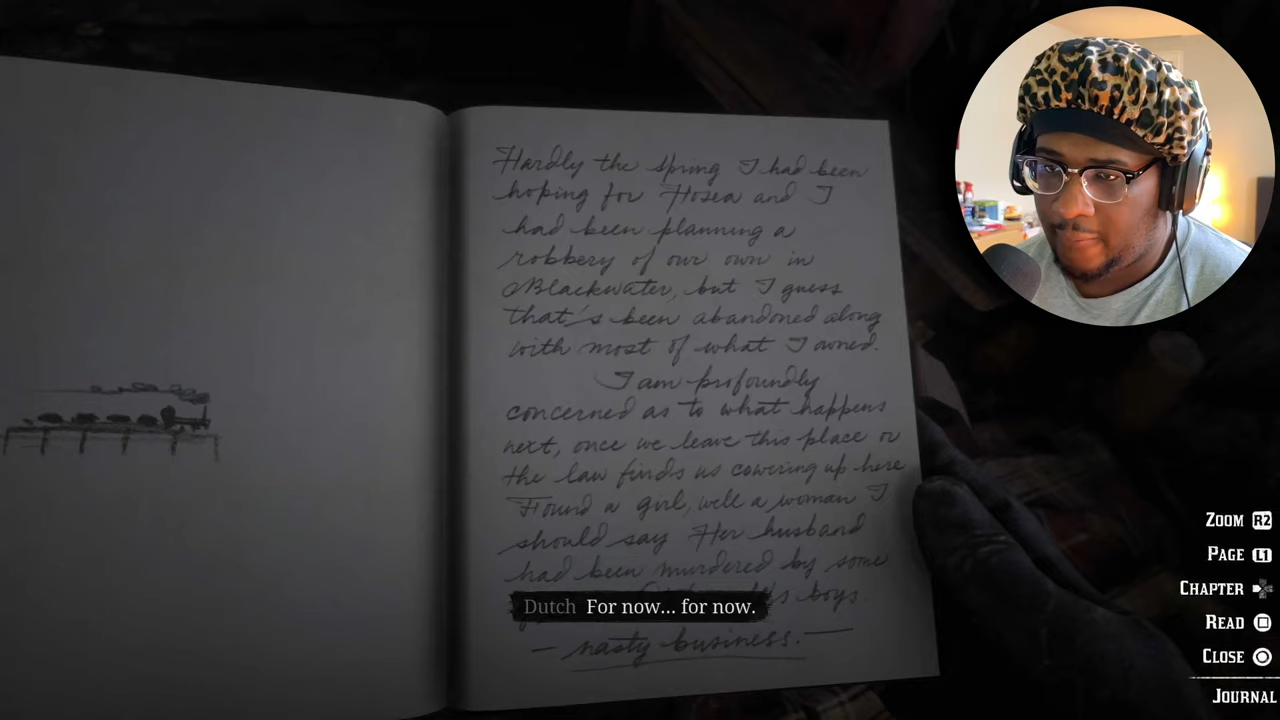 Hardly the spring I had been
hoping for Hosea and I
had been planning a
robbery of our own in
Blackwater, but I guess
that's been abandoned along
with most of what I owned.
I am profoundly
concerned as to what happens
next, once we leave this place or
the law finds us cowering up here
Found a girl, well a woman I
should say Her husband
had been murdered by some
boys
— nasty business. —
Dutch For now... for now.
ZOOM R2
PAGE L1
CHAPTER
READ
CLOSE
JOURNAL